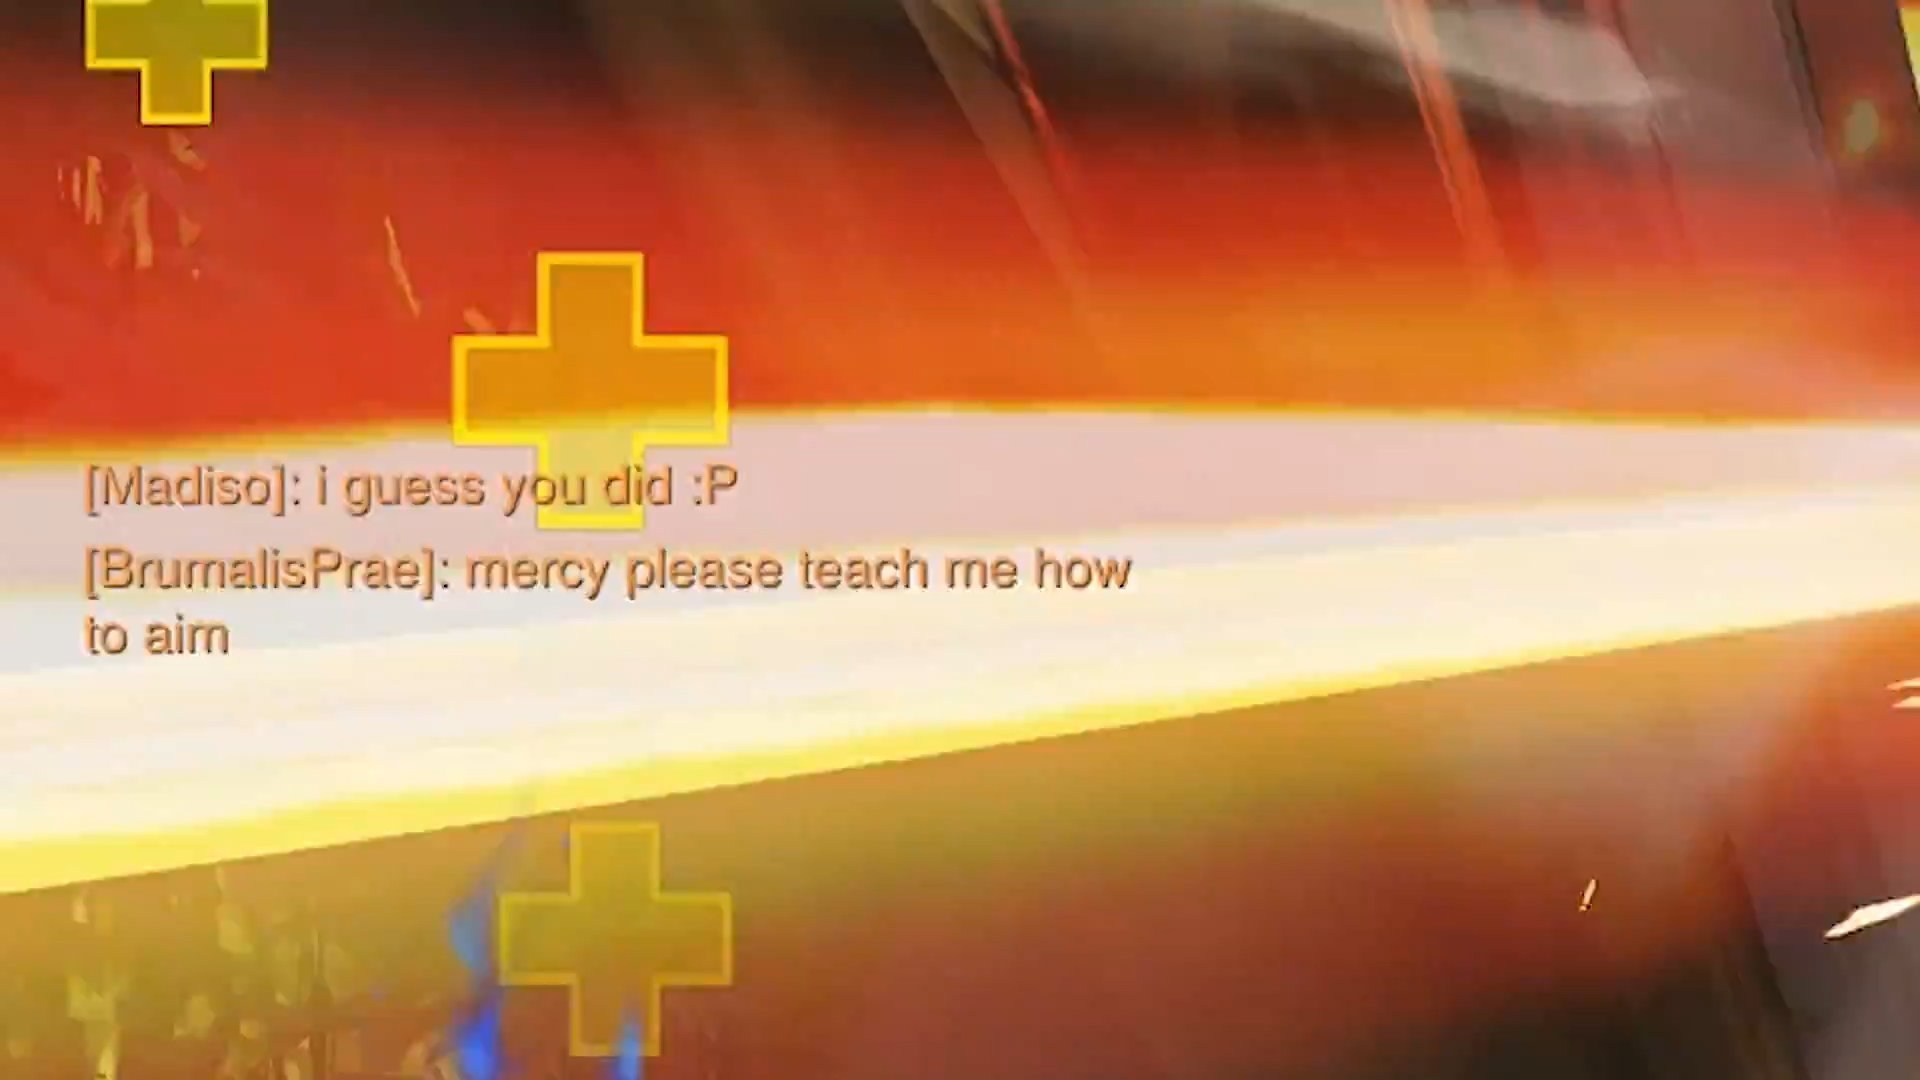 [Madiso]: i guess you did :P
[BrumalisPrae]: mercy please teach me how
to aim